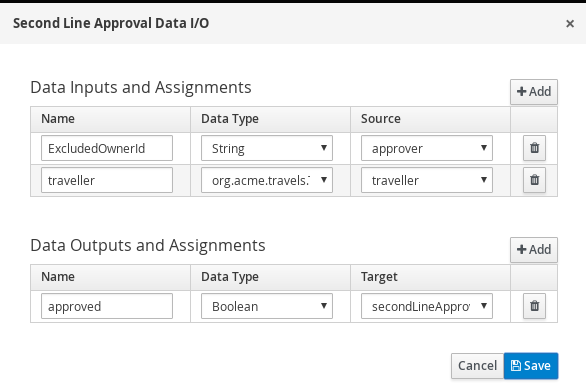 Second Line Approval Data I/O ×
Data Inputs and Assignments
+ Add
Name Data Type Source
ExcludedOwnerId String approver
traveller org.acme.travels. traveller
Data Outputs and Assignments
+ Add
Name Data Type Target
approved Boolean secondLineAppro
Cancel Save